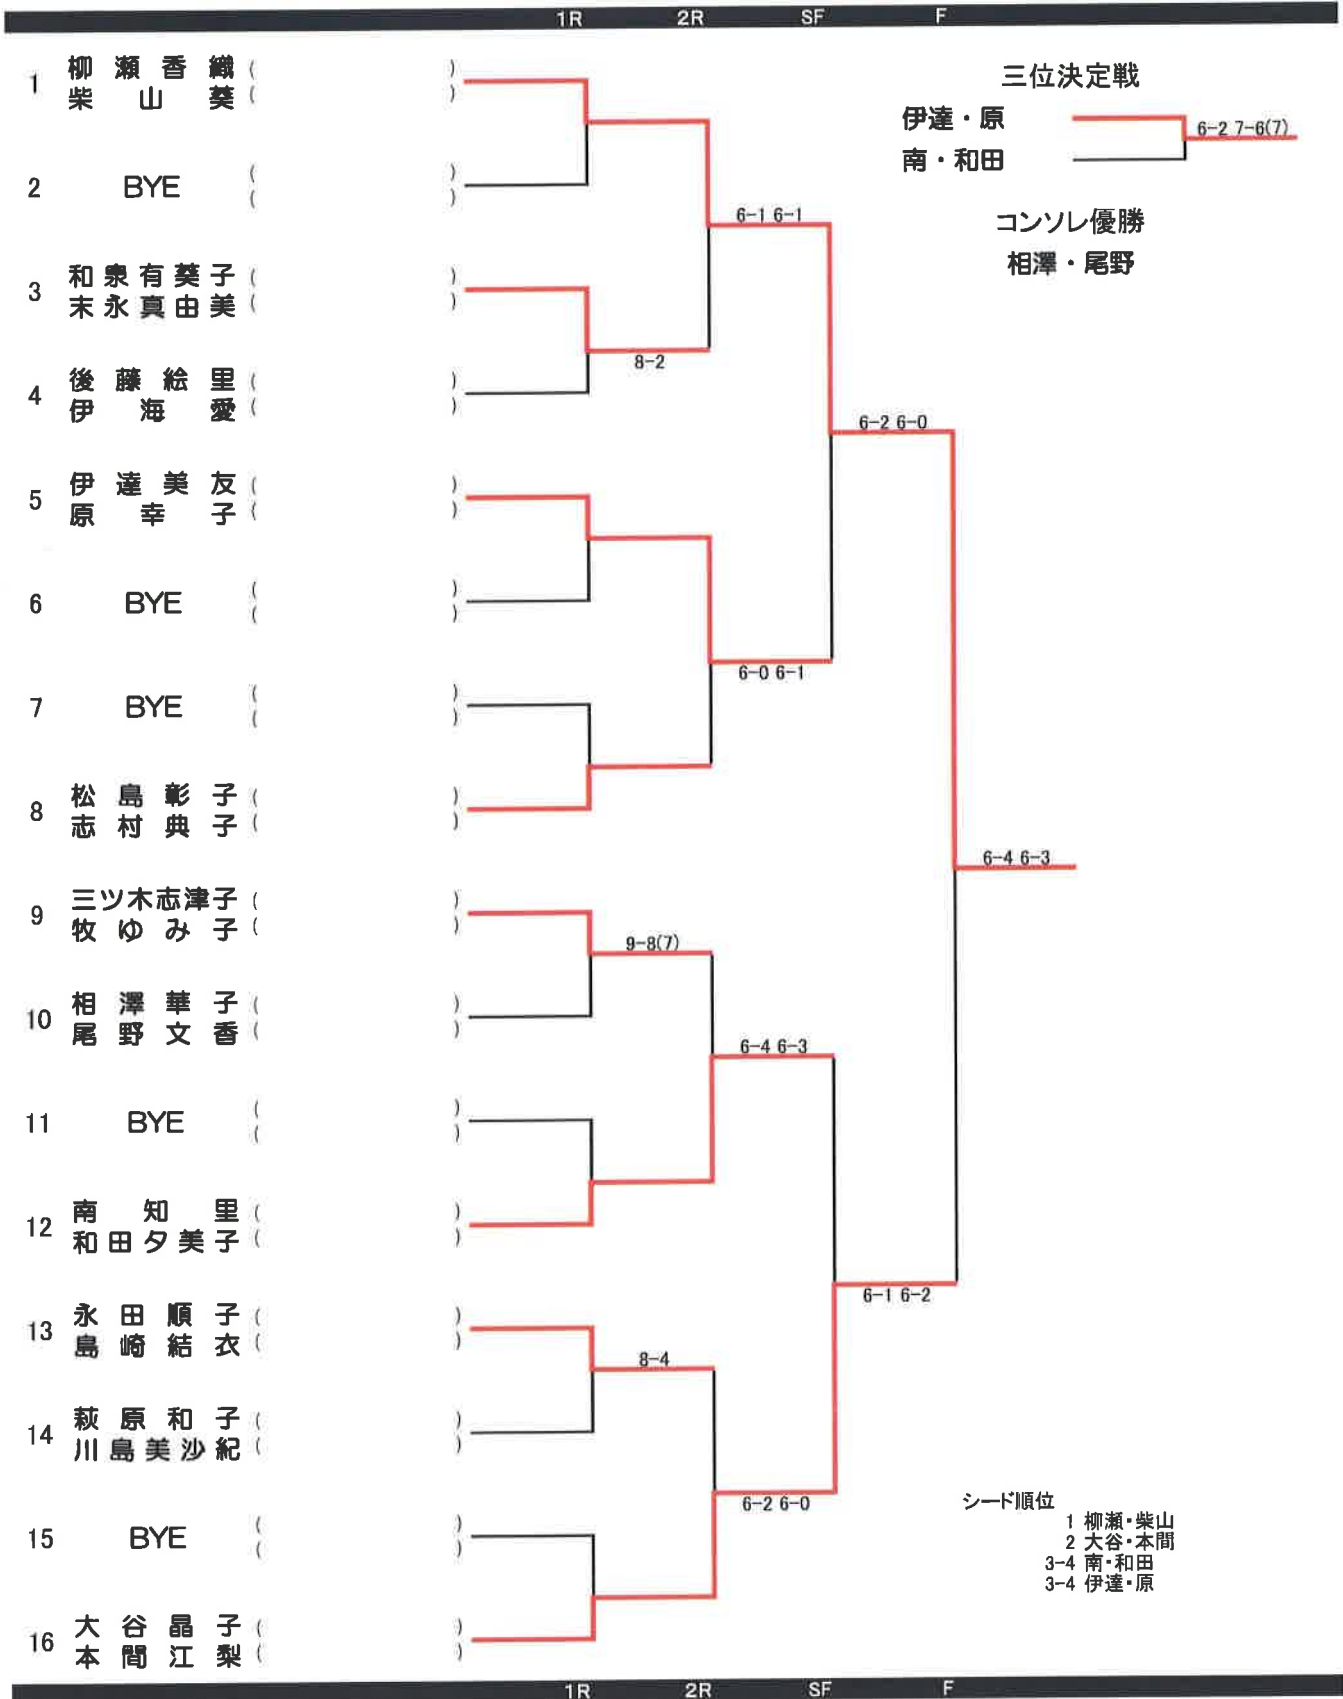 1R 2R SF F
1 柳瀬香織 ( )
柴山葵 ( )
2 BYE ( )
( )
3 和泉有葵子 ( )
末永真由美 ( )
4 後藤絵里 ( )
伊海愛 ( )
5 伊達美友 ( )
原幸子 ( )
6 BYE ( )
( )
7 BYE ( )
( )
8 松島彰子 ( )
志村典子 ( )
9 三ツ木志津子 ( )
牧ゆみ子 ( )
10 相澤華子 ( )
尾野文香 ( )
11 BYE ( )
( )
12 南知里 ( )
和田夕美子 ( )
13 永田順子 ( )
島崎結衣 ( )
14 萩原和子 ( )
川島美沙紀 ( )
15 BYE ( )
( )
16 大谷晶子 ( )
本間江梨 ( )
8-2
9-8(7)
8-4
6-1 6-1
6-0 6-1
6-4 6-3
6-2 6-0
6-2 6-0
6-1 6-2
6-4 6-3
三位決定戦
伊達・原
南・和田
6-2 7-6(7)
コンソレ優勝
相澤・尾野
シード順位
1 柳瀬・柴山
2 大谷・本間
3-4 南・和田
3-4 伊達・原
1R 2R SF F